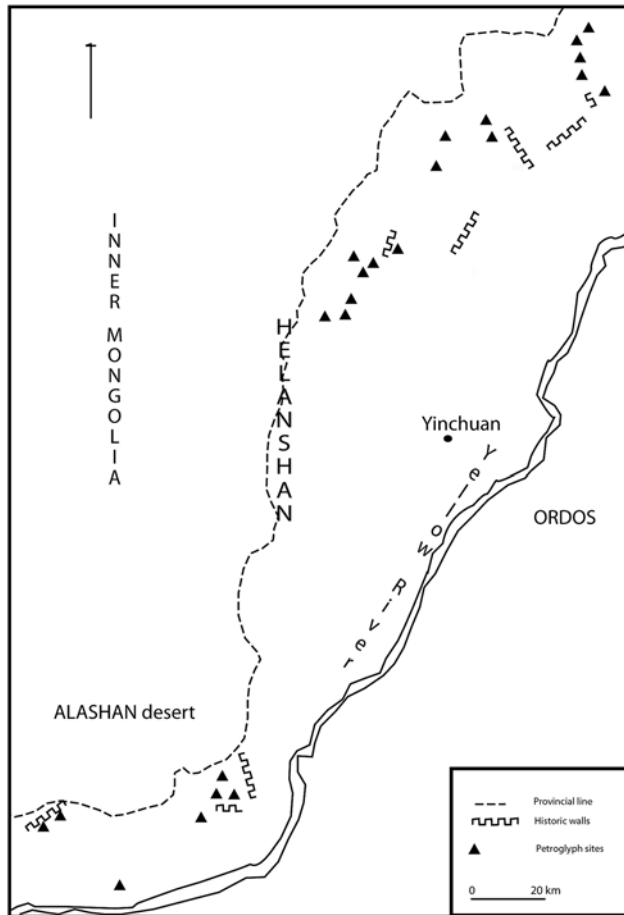 INNER MONGOLIA
HELANSHAN
Yinchuan
Yellow River
ORDOS
ALASHAN desert
Provincial line
Historic walls
Petroglyph sites
0 20 km